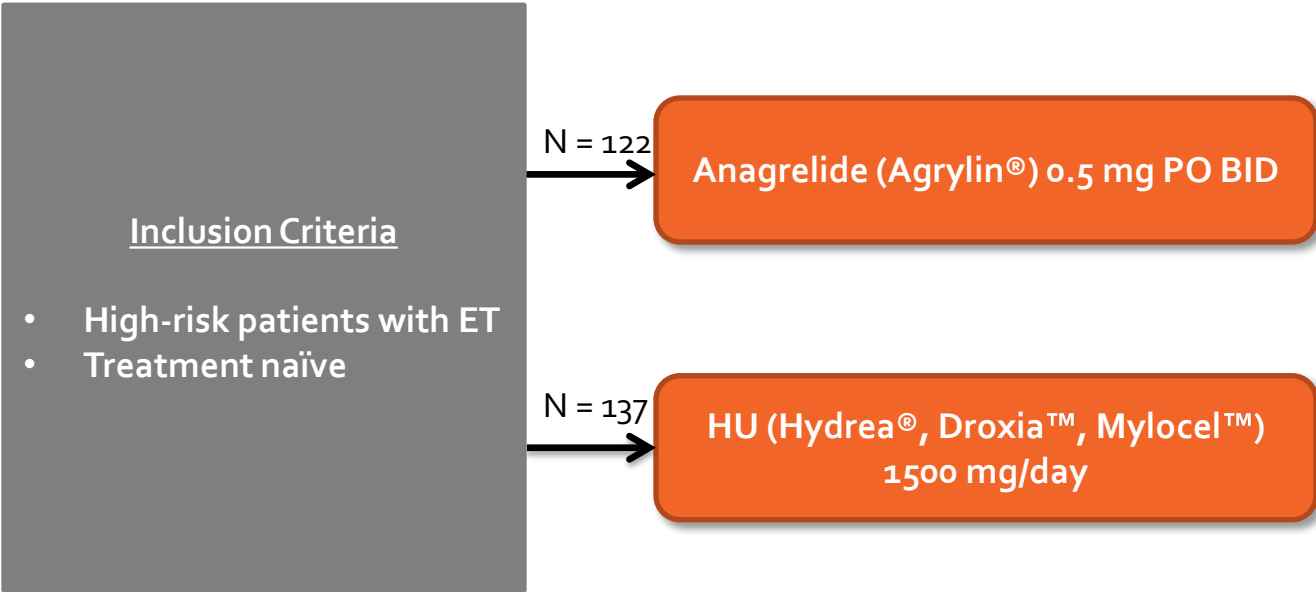 Inclusion Criteria
• High-risk patients with ET
• Treatment naïve
N = 122
Anagrelide (Agrylin®) 0.5 mg PO BID
N = 137
HU (Hydrea®, Droxia™, Mylocel™)
1500 mg/day